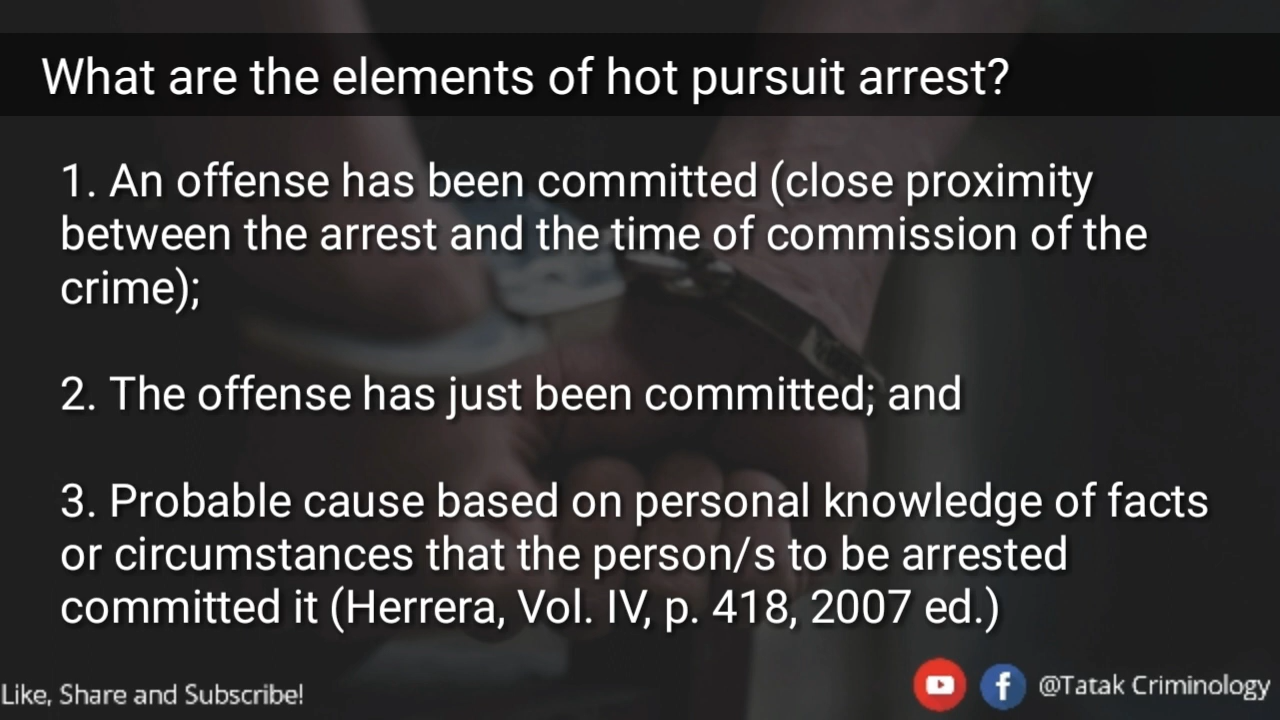 What are the elements of hot pursuit arrest?
1. An offense has been committed (close proximity
between the arrest and the time of commission of the
crime);
2. The offense has just been committed; and
3. Probable cause based on personal knowledge of facts
or circumstances that the person/s to be arrested
committed it (Herrera, Vol. IV, p. 418, 2007 ed.)
Like, Share and Subscribe!
@Tatak Criminology